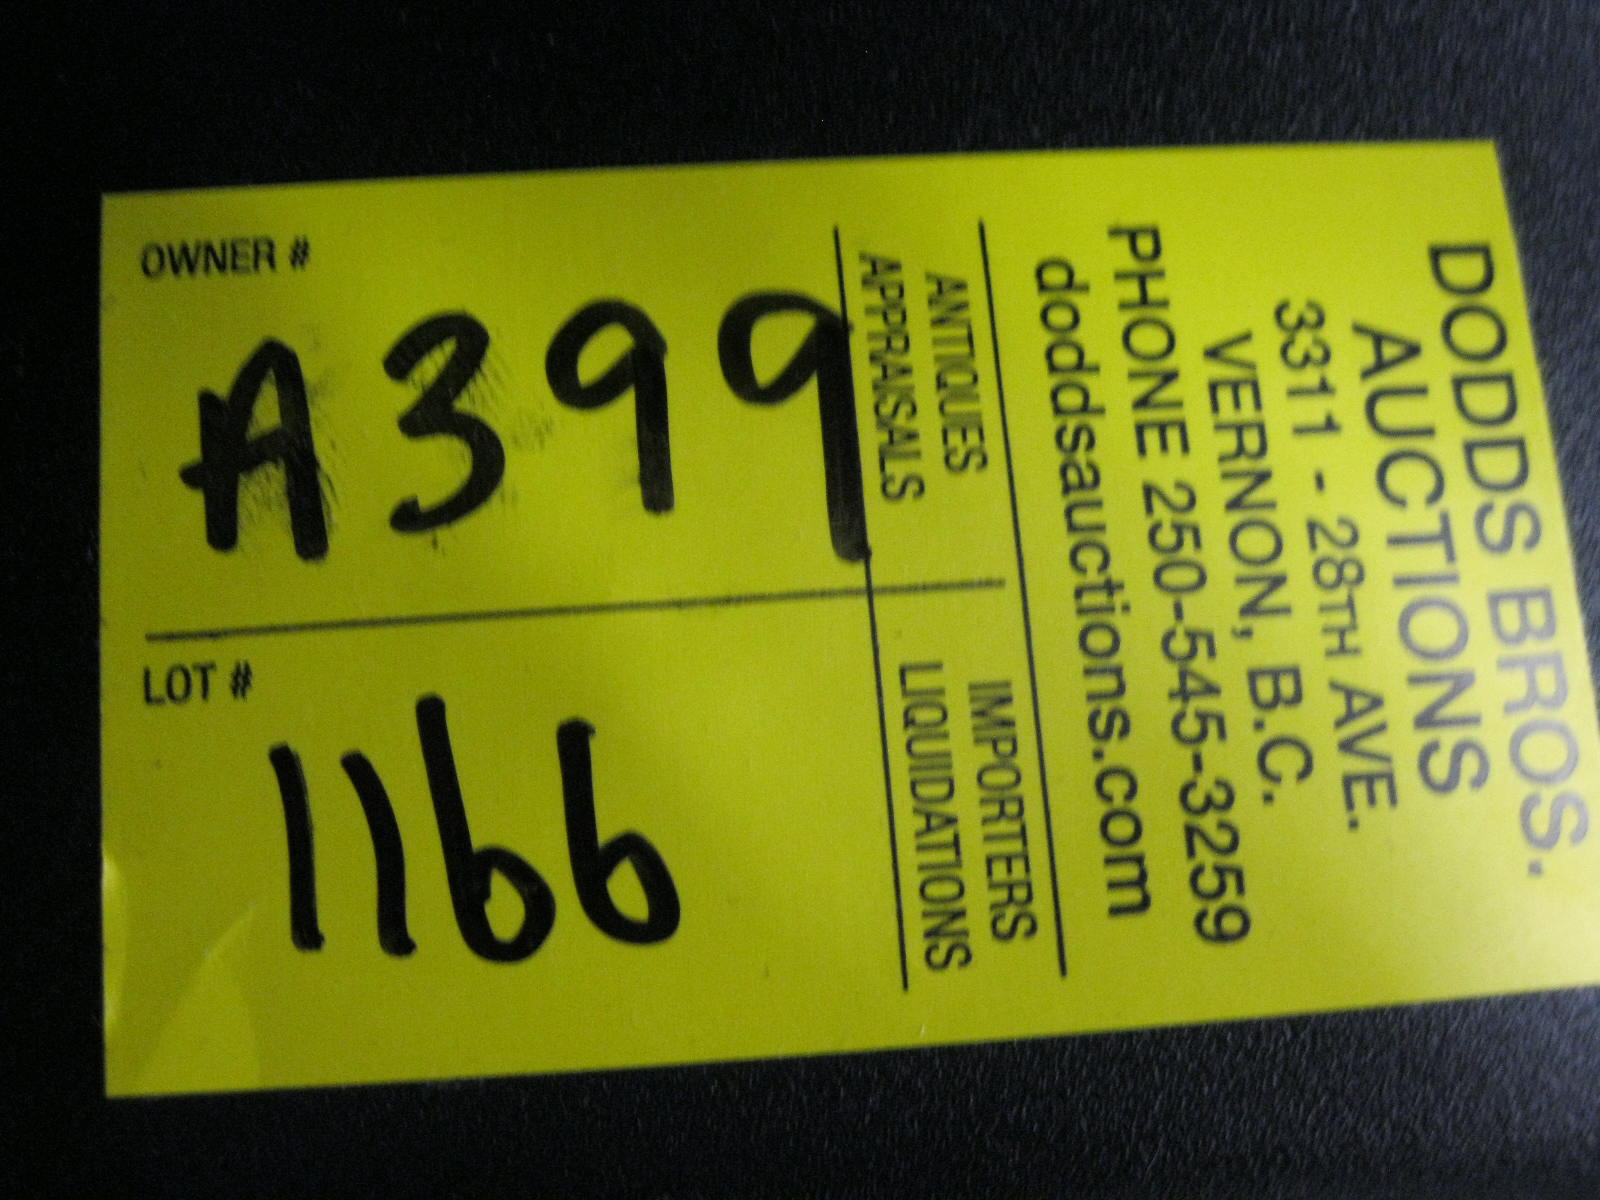 DODDS BROS.
AUCTIONS
3311 - 28TH AVE.
VERNON, B.C.
PHONE 250-545-3259
doddsauctions.com
ANTIQUES IMPORTERS
APPRAISALS LIQUIDATIONS
OWNER #
A399
LOT #
1166